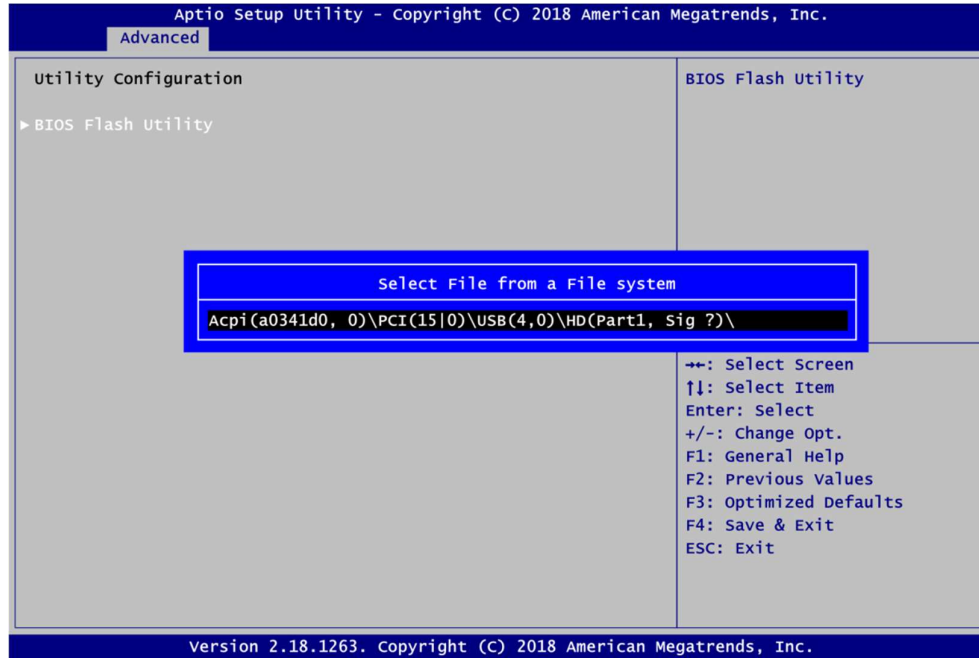 Aptio Setup Utility – Copyright (C) 2018 American Megatrends, Inc.
Advanced
Utility Configuration
▶ BIOS Flash Utility
BIOS Flash Utility
Select File from a File system
Acpi(a0341d0, 0)\PCI(15|0)\USB(4,0)\HD(Part1, Sig ?)\
→←: Select Screen
↑↓: Select Item
Enter: Select
+/-: Change Opt.
F1: General Help
F2: Previous Values
F3: Optimized Defaults
F4: Save & Exit
ESC: Exit
Version 2.18.1263. Copyright (C) 2018 American Megatrends, Inc.